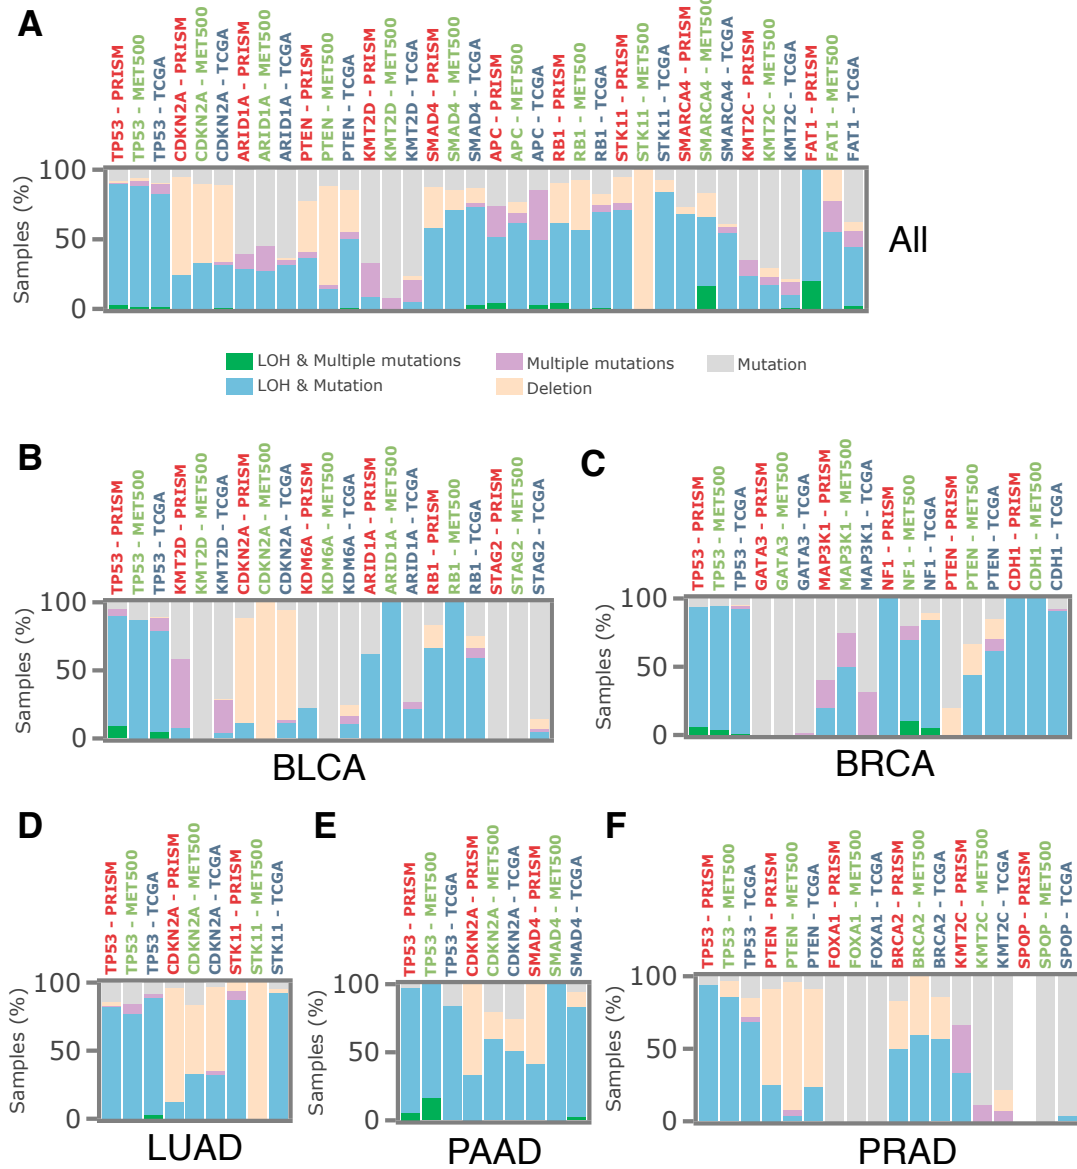 A
TP53 - PRISM
TP53 - MET500
TP53 - TCGA
CDKN2A - PRISM
CDKN2A - MET500
CDKN2A - TCGA
ARID1A - PRISM
ARID1A - MET500
ARID1A - TCGA
PTEN - PRISM
PTEN - MET500
PTEN - TCGA
KMT2D - PRISM
KMT2D - MET500
KMT2D - TCGA
SMAD4 - PRISM
SMAD4 - MET500
SMAD4 - TCGA
APC - PRISM
APC - MET500
APC - TCGA
RB1 - PRISM
RB1 - MET500
RB1 - TCGA
STK11 - PRISM
STK11 - MET500
STK11 - TCGA
SMARCA4 - PRISM
SMARCA4 - MET500
SMARCA4 - TCGA
KMT2C - PRISM
KMT2C - MET500
KMT2C - TCGA
FAT1 - PRISM
FAT1 - MET500
FAT1 - TCGA
Samples (%)
100
50
0
All
LOH & Multiple mutations
Multiple mutations
Mutation
LOH & Mutation
Deletion
B
TP53 - PRISM
TP53 - MET500
TP53 - TCGA
KMT2D - PRISM
KMT2D - MET500
KMT2D - TCGA
CDKN2A - PRISM
CDKN2A - MET500
CDKN2A - TCGA
KDM6A - PRISM
KDM6A - MET500
KDM6A - TCGA
ARID1A - PRISM
ARID1A - MET500
ARID1A - TCGA
RB1 - PRISM
RB1 - MET500
RB1 - TCGA
STAG2 - PRISM
STAG2 - MET500
STAG2 - TCGA
Samples (%)
100
50
0
BLCA
C
TP53 - PRISM
TP53 - MET500
TP53 - TCGA
GATA3 - PRISM
GATA3 - MET500
GATA3 - TCGA
MAP3K1 - PRISM
MAP3K1 - MET500
MAP3K1 - TCGA
NF1 - PRISM
NF1 - MET500
NF1 - TCGA
PTEN - PRISM
PTEN - MET500
PTEN - TCGA
CDH1 - PRISM
CDH1 - MET500
CDH1 - TCGA
Samples (%)
100
50
0
BRCA
D
TP53 - PRISM
TP53 - MET500
TP53 - TCGA
CDKN2A - PRISM
CDKN2A - MET500
CDKN2A - TCGA
STK11 - PRISM
STK11 - MET500
STK11 - TCGA
Samples (%)
100
50
0
LUAD
E
TP53 - PRISM
TP53 - MET500
TP53 - TCGA
CDKN2A - PRISM
CDKN2A - MET500
CDKN2A - TCGA
SMAD4 - PRISM
SMAD4 - MET500
SMAD4 - TCGA
Samples (%)
100
50
0
PAAD
F
TP53 - PRISM
TP53 - MET500
TP53 - TCGA
PTEN - PRISM
PTEN - MET500
PTEN - TCGA
FOXA1 - PRISM
FOXA1 - MET500
FOXA1 - TCGA
BRCA2 - PRISM
BRCA2 - MET500
BRCA2 - TCGA
KMT2C - PRISM
KMT2C - MET500
KMT2C - TCGA
SPOP - PRISM
SPOP - MET500
SPOP - TCGA
Samples (%)
100
50
0
PRAD